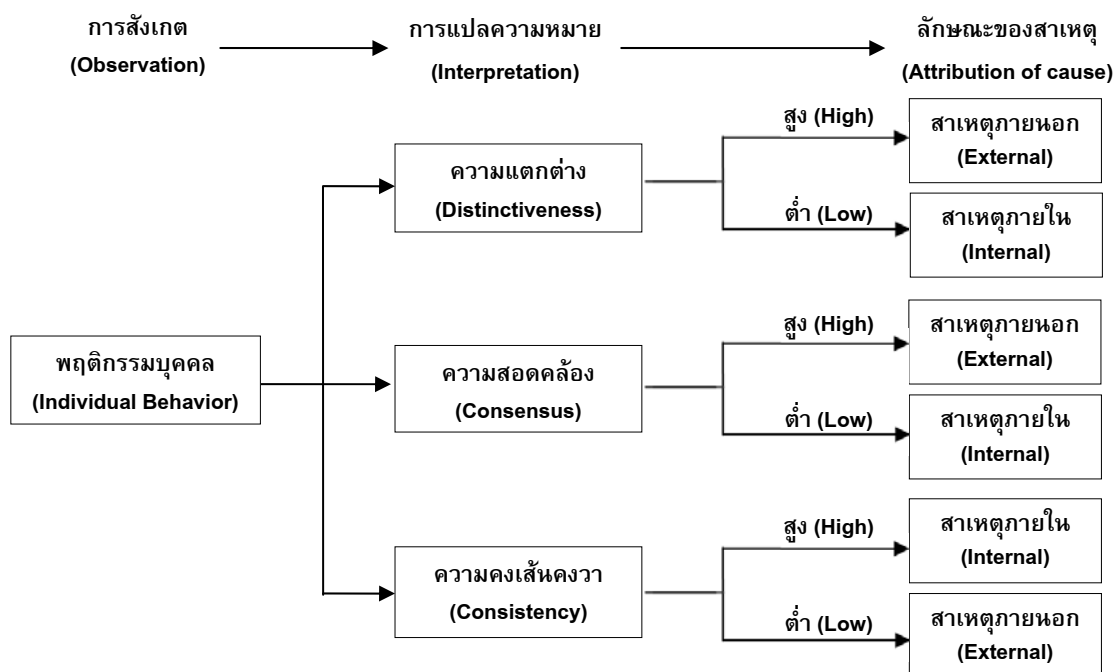 การสังเกต
(Observation)
การแปลความหมาย
(Interpretation)
ลักษณะของสาเหตุ
(Attribution of cause)
พฤติกรรมบุคคล
(Individual Behavior)
ความแตกต่าง
(Distinctiveness)
สูง (High)
สาเหตุภายนอก
(External)
ต่ำ (Low)
สาเหตุภายใน
(Internal)
ความสอดคล้อง
(Consensus)
สูง (High)
สาเหตุภายนอก
(External)
ต่ำ (Low)
สาเหตุภายใน
(Internal)
ความคงเส้นคงวา
(Consistency)
สูง (High)
สาเหตุภายใน
(Internal)
ต่ำ (Low)
สาเหตุภายนอก
(External)